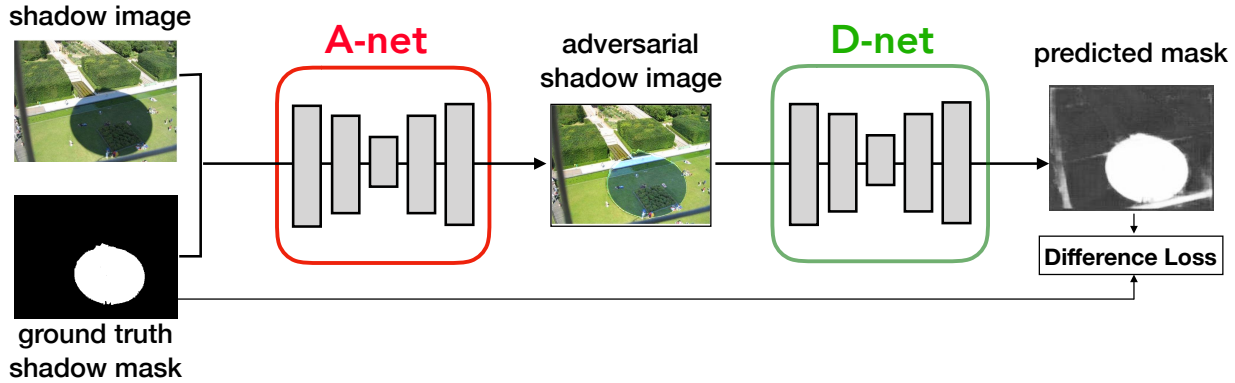 shadow image
A-net
adversarial
shadow image
D-net
predicted mask
Difference Loss
ground truth
shadow mask